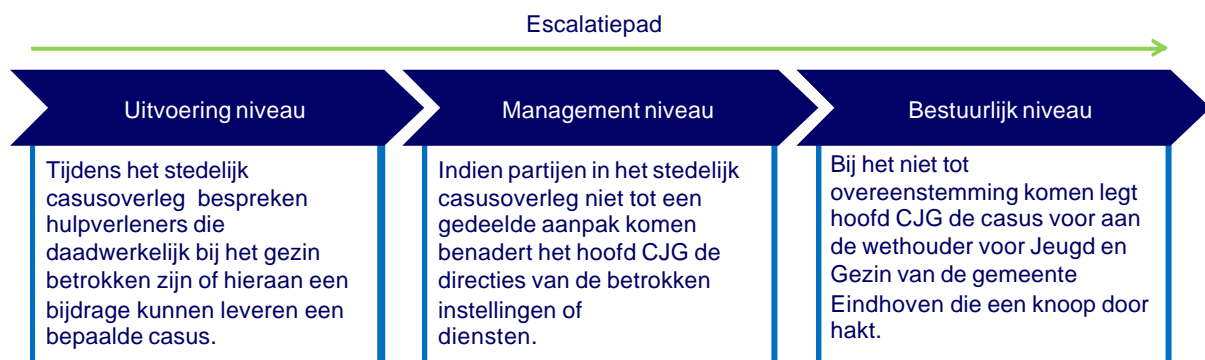 Escalatiepad
Uitvoering niveau
Management niveau
Bestuurlijk niveau
Tijdens het stedelijk
casusoverleg bespreken
hulpverleners die
daadwerkelijk bij het gezin
betrokken zijn of hieraan een
bijdrage kunnen leveren een
bepaalde casus.
Indien partijen in het stedelijk
casusoverleg niet tot een
gedeelde aanpak komen
benadert het hoofd CJG de
directies van de betrokken
instellingen of
diensten.
Bij het niet tot
overeenstemming komen legt
hoofd CJG de casus voor aan
de wethouder voor Jeugd en
Gezin van de gemeente
Eindhoven die een knoop door
hakt.